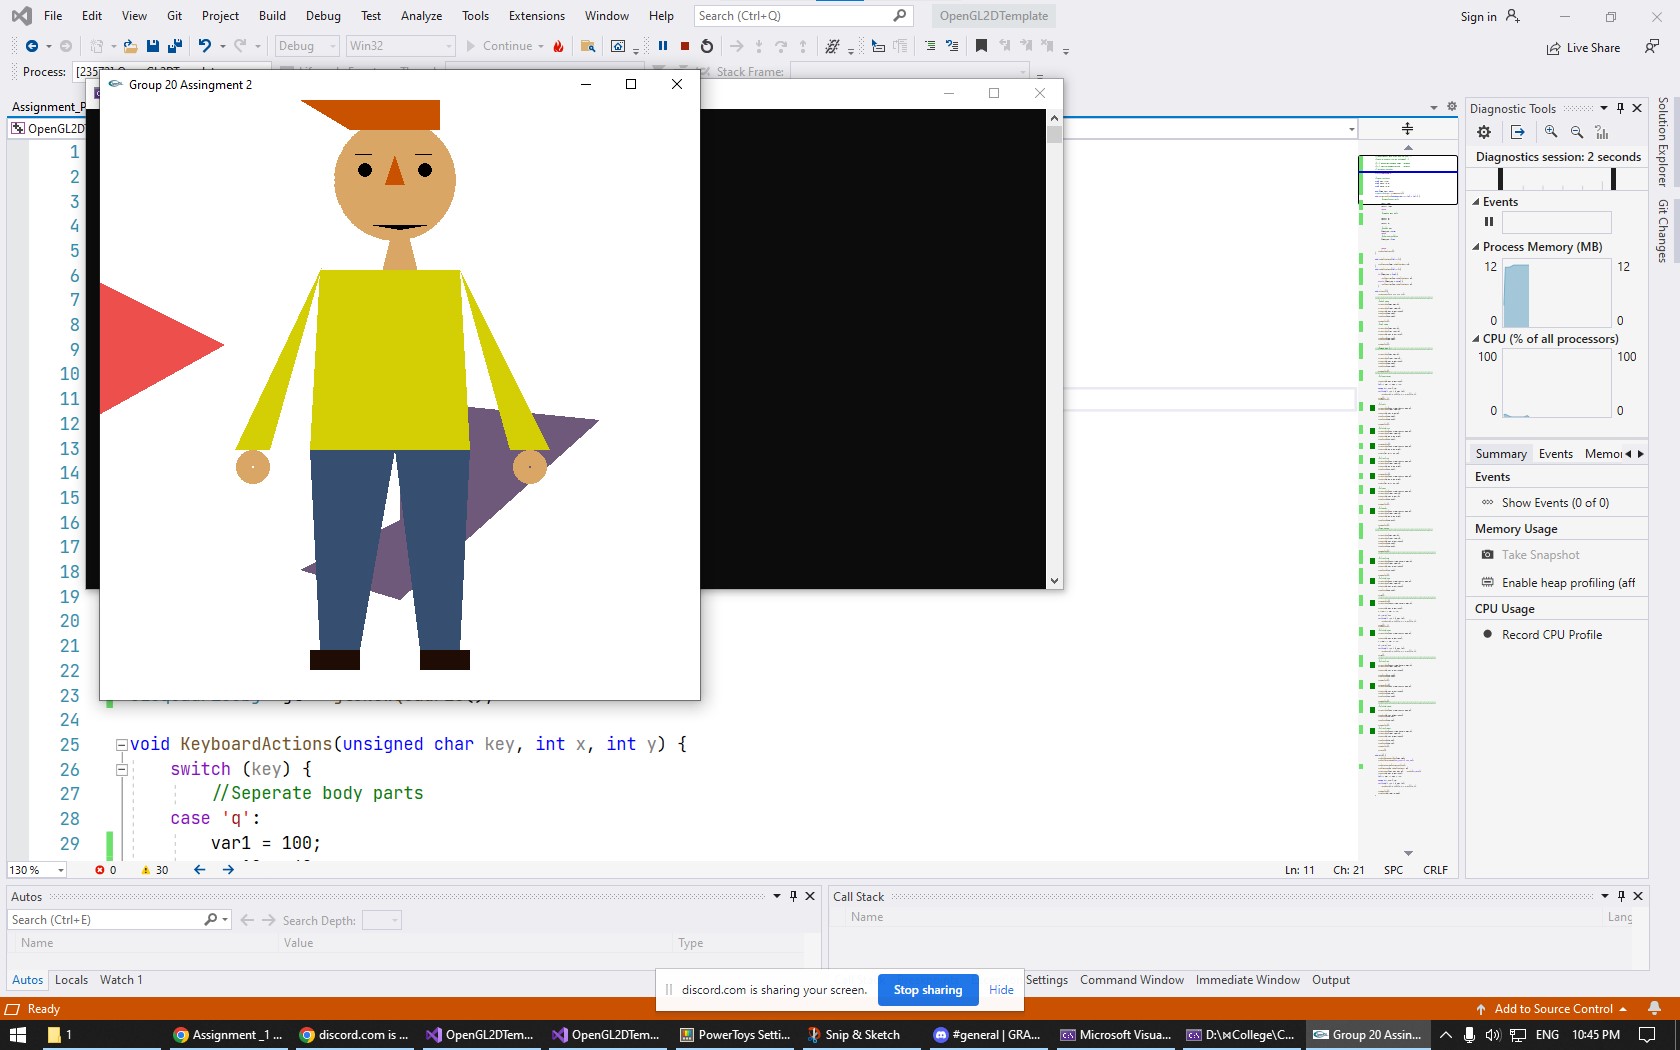 File Edit View Git Project Build Debug Test Analyze Tools Extensions Window Help Search (Ctrl+Q) OpenGL2DTemplate Sign in
Debug Win32 Continue Live Share
Process: Stack Frame:
Group 20 Assingment 2
Assignment_P
OpenGL2DT
1
2
3
4
5
6
7
8
9
10
11
12
13
14
15
16
17
18
19
20
21
22
23
24
25 void KeyboardActions(unsigned char key, int x, int y) {
26 switch (key) {
27 //Seperate body parts
28 case 'q':
29 var1 = 100;
130 % 0 30 Ln: 11 Ch: 21 SPC CRLF
Diagnostic Tools
Diagnostics session: 2 seconds
Events
Process Memory (MB)
12 12
0 0
CPU (% of all processors)
100 100
0 0
Summary Events Memor
Events
Show Events (0 of 0)
Memory Usage
Take Snapshot
Enable heap profiling (aff
CPU Usage
Record CPU Profile
Solution Explorer
Git Changes
Autos
Search (Ctrl+E) Search Depth:
Name Value Type
Autos Locals Watch 1
Call Stack
Name Lang
Settings Command Window Immediate Window Output
discord.com is sharing your screen. Stop sharing Hide
Ready Add to Source Control
1 Assignment _1 ... discord.com is ... OpenGL2DTem... OpenGL2DTem... PowerToys Setti... Snip & Sketch #general | GRA... Microsoft Visua... D:\⋈College\C... Group 20 Assin... ENG 10:45 PM